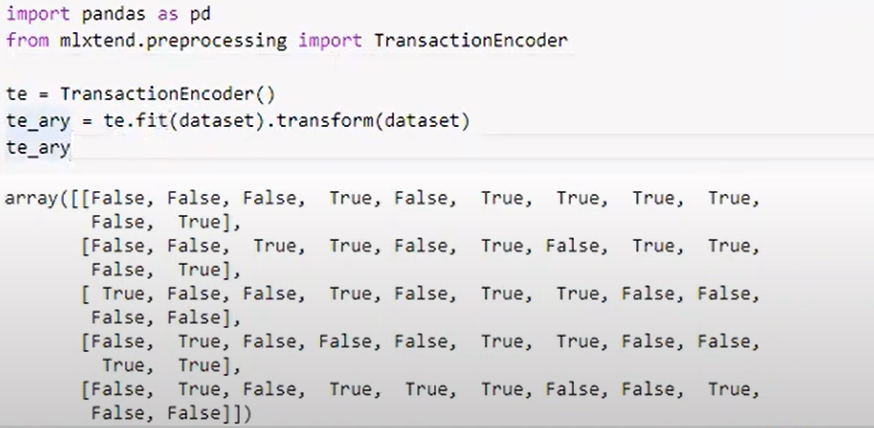 import pandas as pd
from mlxtend.preprocessing import TransactionEncoder
te = TransactionEncoder()
te_ary = te.fit(dataset).transform(dataset)
te_ary
array([[False, False, False,  True, False,  True,  True,  True,  True,
        False,  True],
       [False, False,  True,  True, False,  True, False,  True,  True,
        False,  True],
       [ True, False, False,  True, False,  True,  True, False, False,
        False, False],
       [False,  True, False, False, False,  True,  True, False, False,
         True,  True],
       [False,  True, False,  True,  True,  True, False, False,  True,
        False, False]])